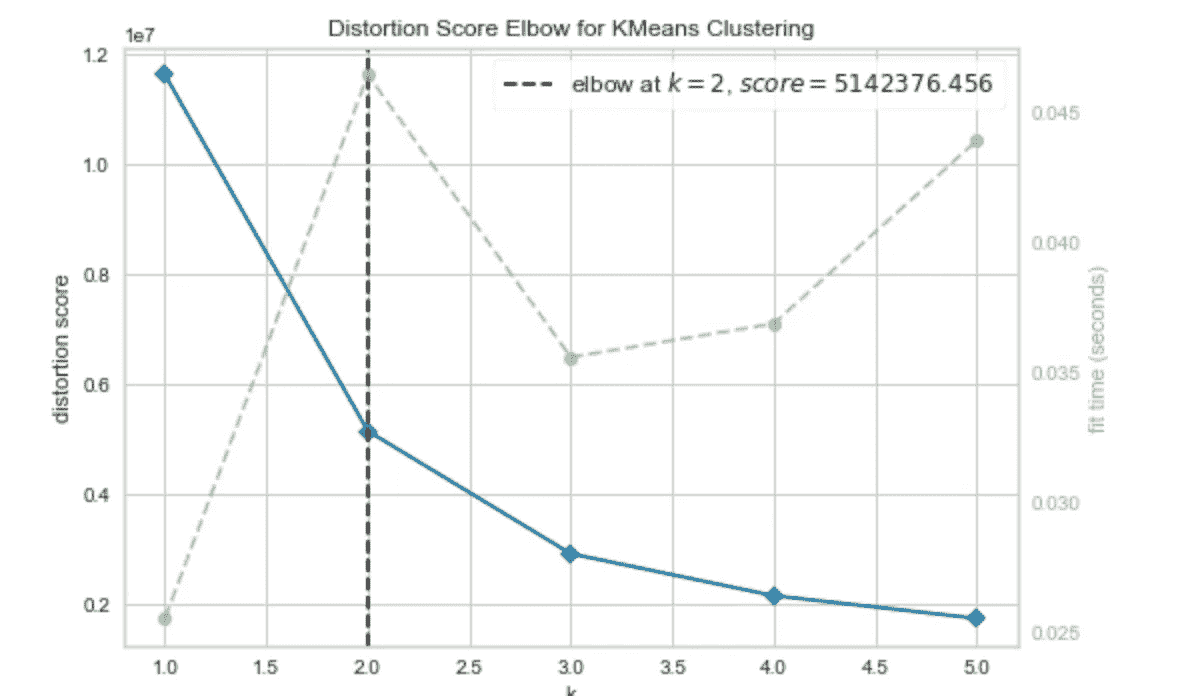 Distortion Score Elbow for KMeans Clustering
1e7
elbow at k = 2, score = 5142376.456
1.2
1.0
0.8
0.6
0.4
0.2
distortion score
0.045
0.040
0.035
0.030
0.025
fit time (seconds)
1.0 1.5 2.0 2.5 3.0 3.5 4.0 4.5 5.0
k